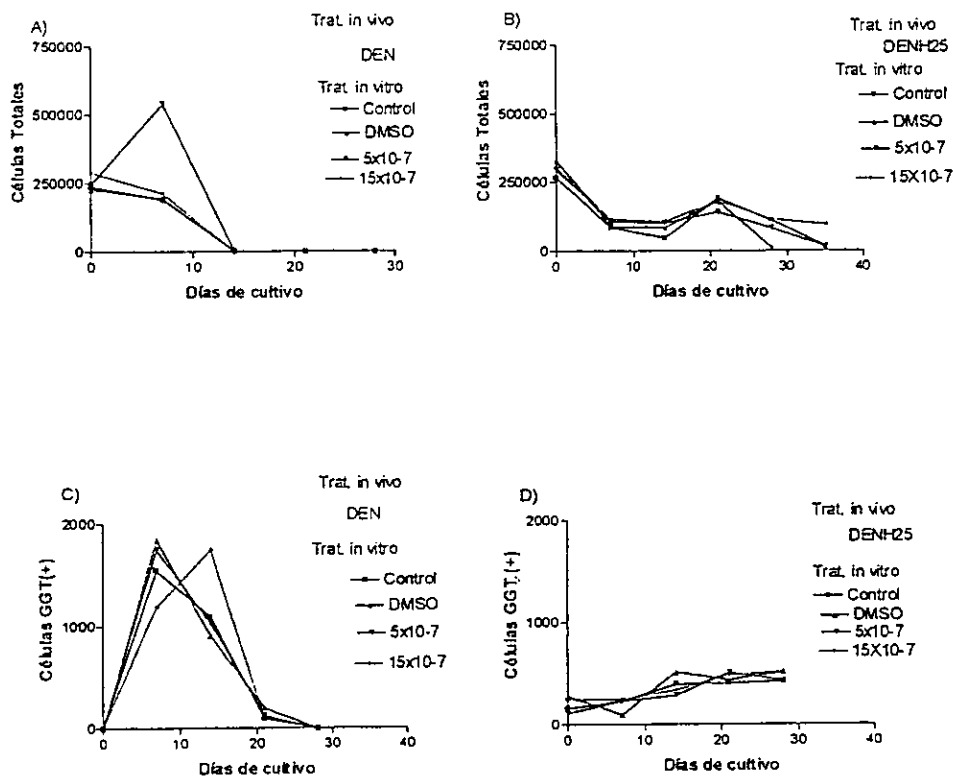 A)
Trat. in vivo
DEN
Trat. in vitro
Control
DMSO
5x10-7
15x10-7
750000
500000
250000
0
Células Totales
0 10 20 30
Días de cultivo
B)
Trat. in vivo
DENH25
Trat. in vitro
Control
DMSO
5x10-7
15X10-7
750000
500000
250000
0
Células Totales
0 10 20 30 40
Días de cultivo
C)
Trat. in vivo
DEN
Trat. in vitro
Control
DMSO
5x10-7
15x10-7
2000
1000
0
Células GGT(+)
0 10 20 30 40
Días de cultivo
D)
Trat. in vivo
DENH25
Trat. in vitro
Control
DMSO
5x10-7
15X10-7
2000
1000
0
Células GGT.(+)
0 10 20 30 40
Días de cultivo